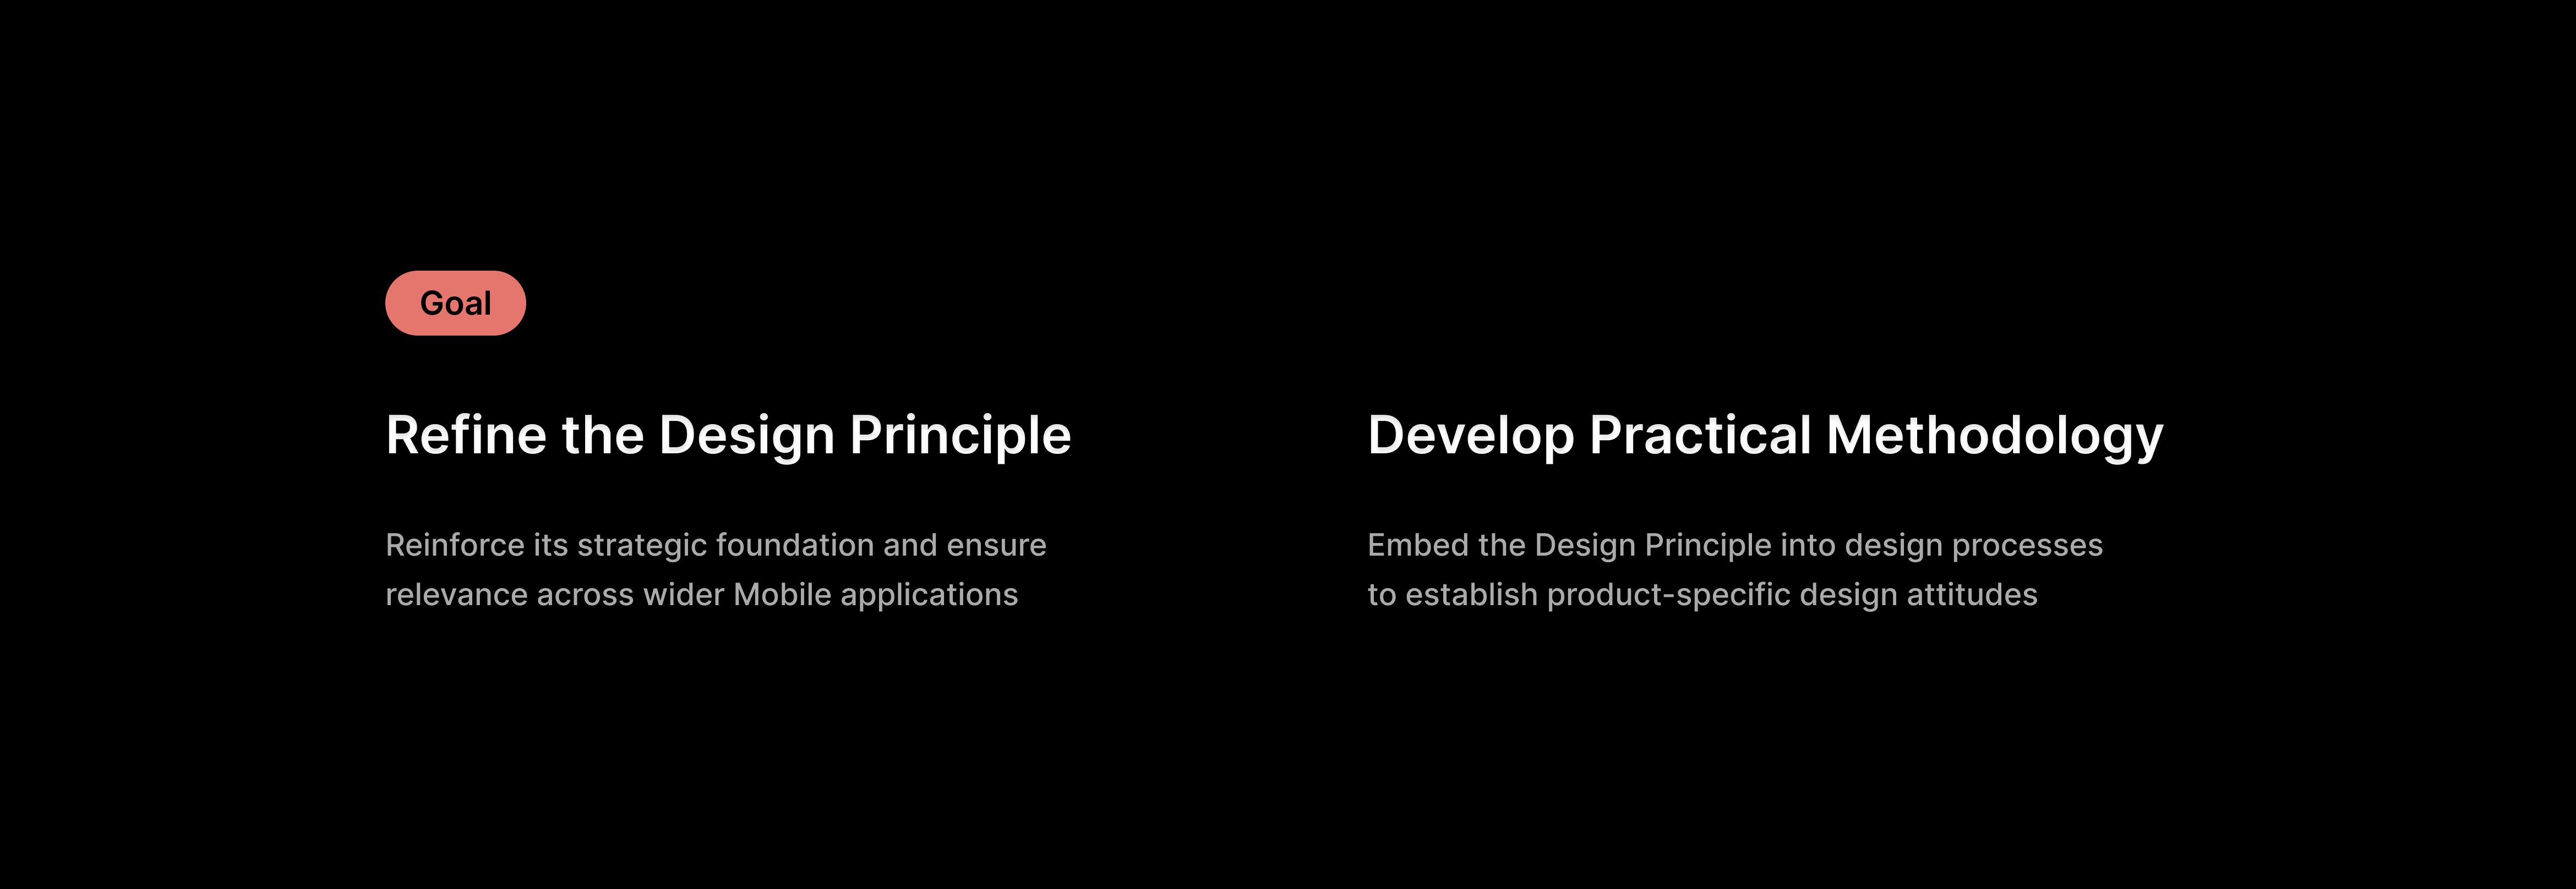 Goal
Refine the Design Principle
Reinforce its strategic foundation and ensure
relevance across wider Mobile applications
Develop Practical Methodology
Embed the Design Principle into design processes
to establish product-specific design attitudes